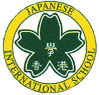 JAPANESE
學
香港
INTERNATIONAL SCHOOL